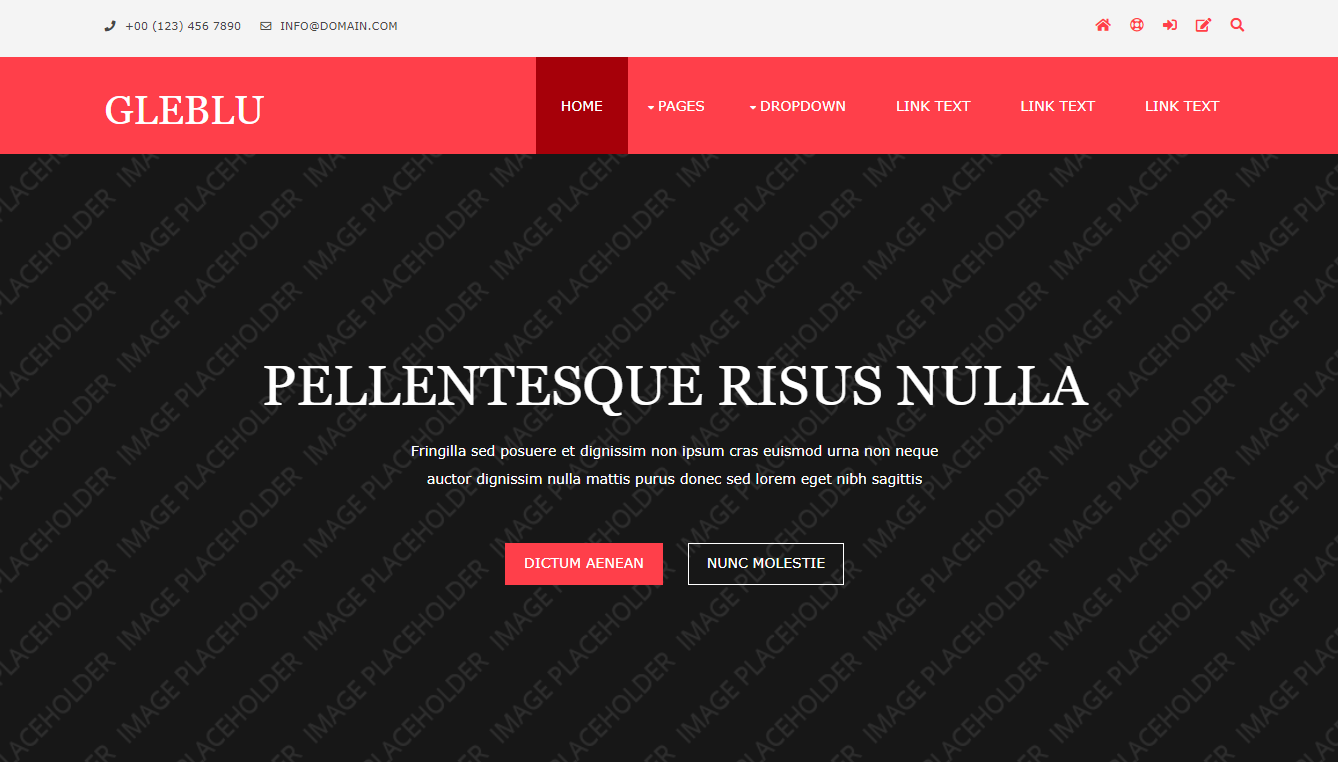 +00 (123) 456 7890 INFO@DOMAIN.COM
GLEBLU
HOME PAGES DROPDOWN LINK TEXT LINK TEXT LINK TEXT
PELLENTESQUE RISUS NULLA
Fringilla sed posuere et dignissim non ipsum cras euismod urna non neque
auctor dignissim nulla mattis purus donec sed lorem eget nibh sagittis
DICTUM AENEAN NUNC MOLESTIE
IMAGE PLACEHOLDER